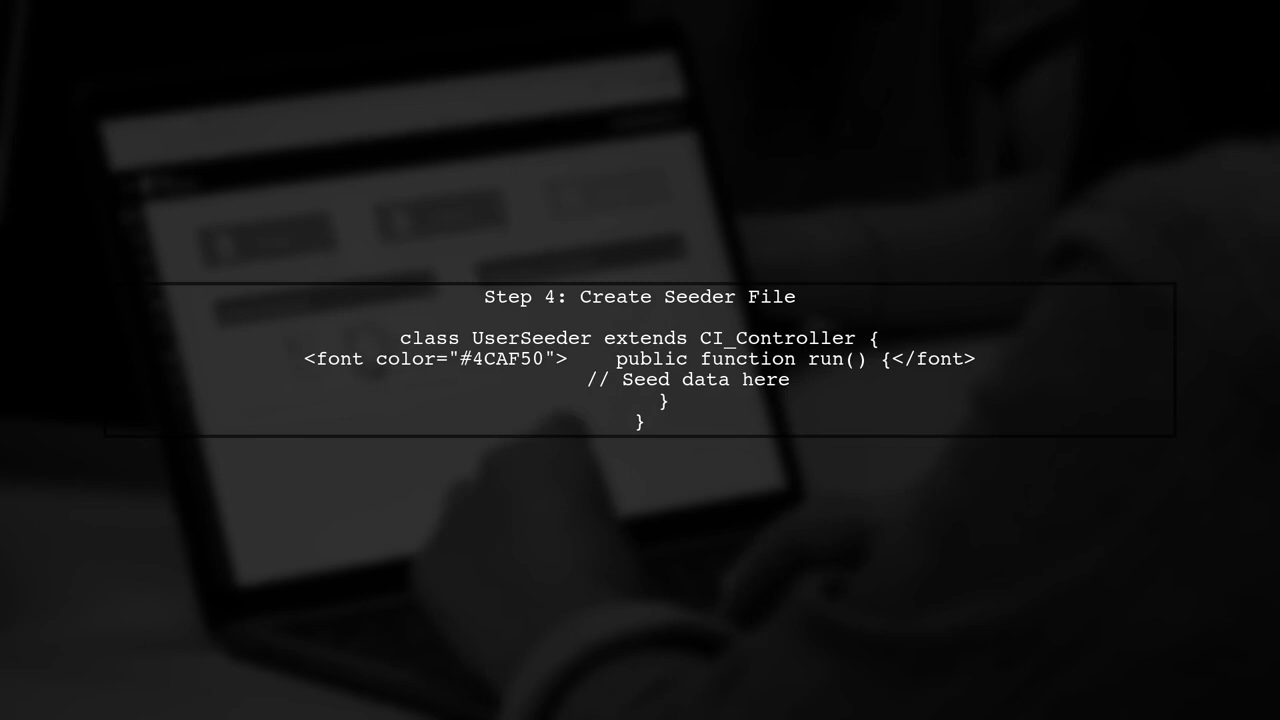 Step 4: Create Seeder File
class UserSeeder extends CI_Controller {
<font color="#4CAF50">    public function run() {</font>
// Seed data here
}
}